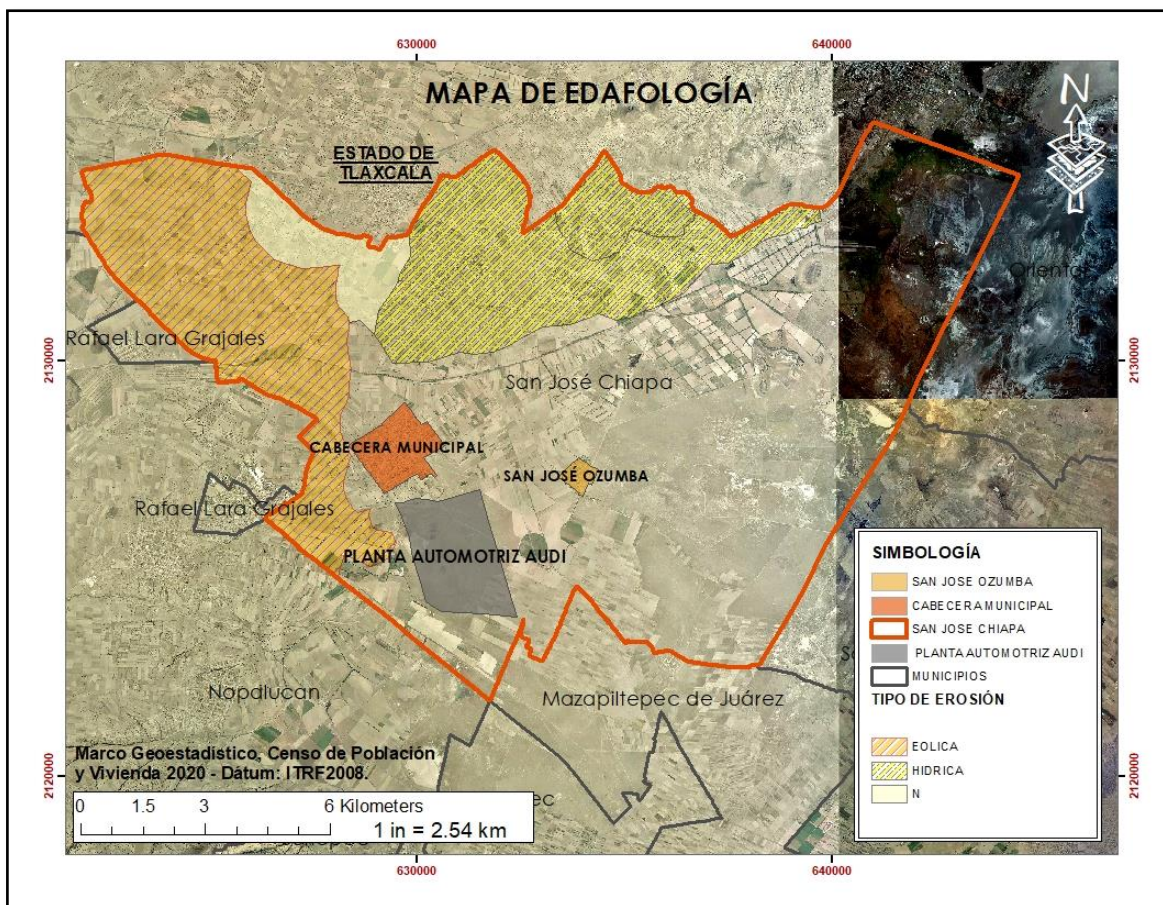 630000
640000
MAPA DE EDAFOLOGÍA
N
ESTADO DE
TLAXCALA
Oriental
Rafael Lara Grajales
2130000
2130000
San José Chiapa
CABECERA MUNICIPAL
SAN JOSÉ OZUMBA
Rafael Lara Grajales
PLANTA AUTOMOTRIZ AUDI
SIMBOLOGÍA
SAN JOSE OZUMBA
CABECERA MUNICIPAL
SAN JOSE CHIAPA
PLANTA AUTOMOTRIZ AUDI
MUNICIPIOS
TIPO DE EROSIÓN
EOLICA
HIDRICA
N
Nopalucan
Mazapiltepec de Juárez
Marco Geoestadístico, Censo de Población
y Vivienda 2020 - Dátum: ITRF2008.
2120000
2120000
0 1.5 3 6 Kilometers
1 in = 2.54 km
630000
640000